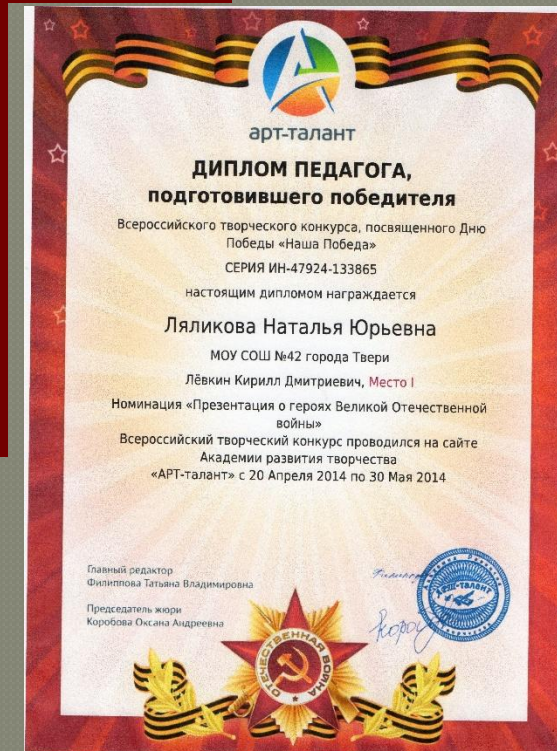 арт-талант
ДИПЛОМ ПЕДАГОГА,
подготовившего победителя
Всероссийского творческого конкурса, посвященного Дню
Победы «Наша Победа»
СЕРИЯ ИН-47924-133865
настоящим дипломом награждается
Ляликова Наталья Юрьевна
МОУ СОШ №42 города Твери
Лёвкин Кирилл Дмитриевич, Место I
Номинация «Презентация о героях Великой Отечественной
войны»
Всероссийский творческий конкурс проводился на сайте
Академии развития творчества
«АРТ-талант» с 20 Апреля 2014 по 30 Мая 2014
Главный редактор
Филиппова Татьяна Владимировна
Председатель жюри
Коробова Оксана Андреевна
арт-талант
ОТЕЧЕСТВЕННАЯ ВОЙНА